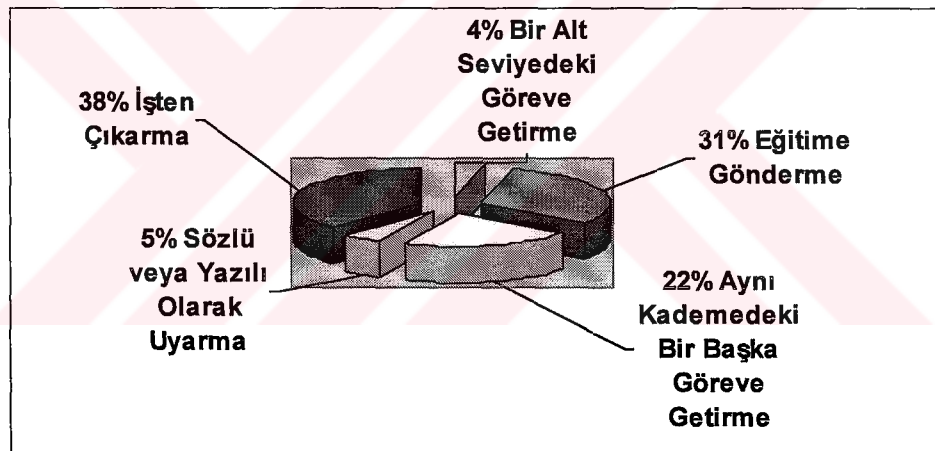 4% Bir Alt
Seviyedeki
Göreve
Getirme
38% İşten
Çıkarma
31% Eğitime
Gönderme
5% Sözlü
veya Yazılı
Olarak
Uyarma
22% Aynı
Kademedeki
Bir Başka
Göreve
Getirme